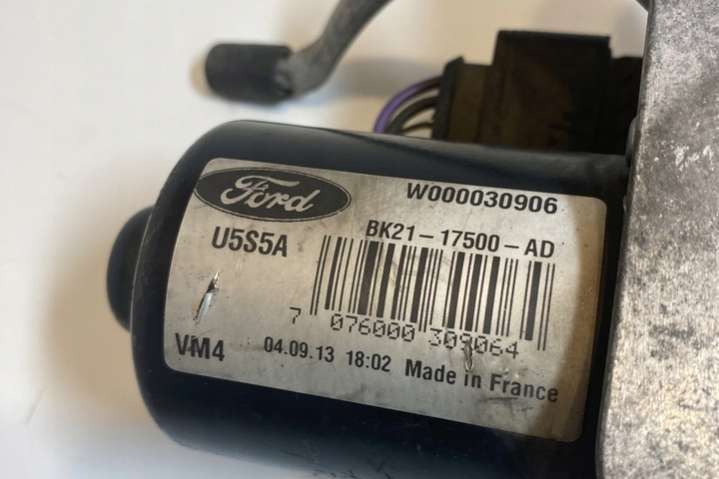 Ford
W000030906
U5S5A
BK21-17500-AD
7 076000 309064
VM4 04.09.13 18:02 Made in France